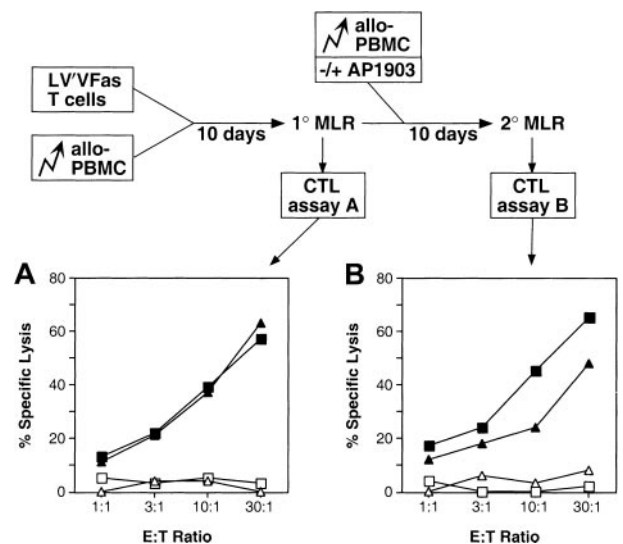 allo-
PBMC
-/+ AP1903
LV'VFas
T cells
allo-
PBMC
10 days
1° MLR
10 days
2° MLR
CTL
assay A
CTL
assay B
A
80
60
40
20
0
% Specific Lysis
1:1 3:1 10:1 30:1
E:T Ratio
B
80
60
40
20
0
% Specific Lysis
1:1 3:1 10:1 30:1
E:T Ratio